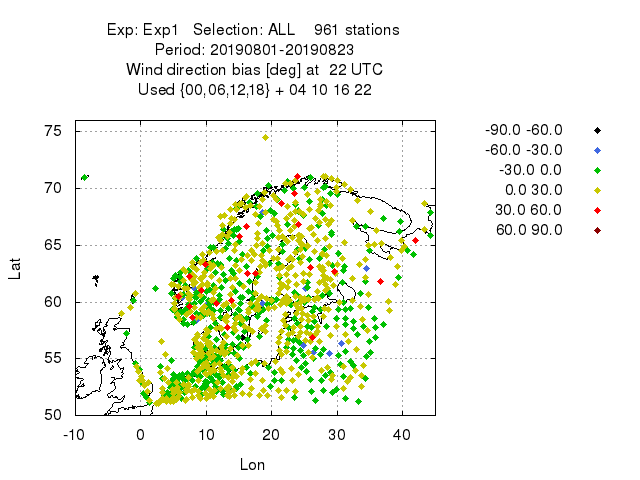 Exp: Exp1 Selection: ALL 961 stations
Period: 20190801-20190823
Wind direction bias [deg] at 22 UTC
Used {00,06,12,18} + 04 10 16 22
-90.0 -60.0
-60.0 -30.0
-30.0 0.0
0.0 30.0
30.0 60.0
60.0 90.0
75
70
65
60
55
50
Lat
-10 0 10 20 30 40
Lon